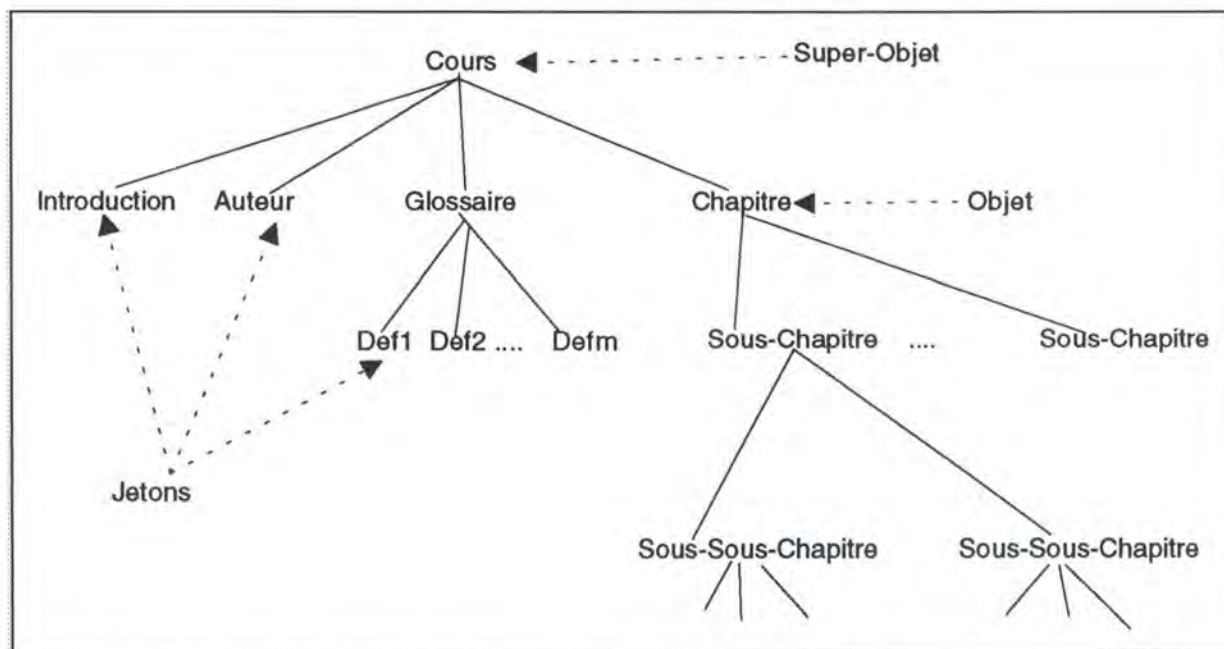 Cours Super-Objet
Introduction Auteur Glossaire Chapitre Objet
Def1 Def2 .... Defm Sous-Chapitre .... Sous-Chapitre
Jetons
Sous-Sous-Chapitre Sous-Sous-Chapitre